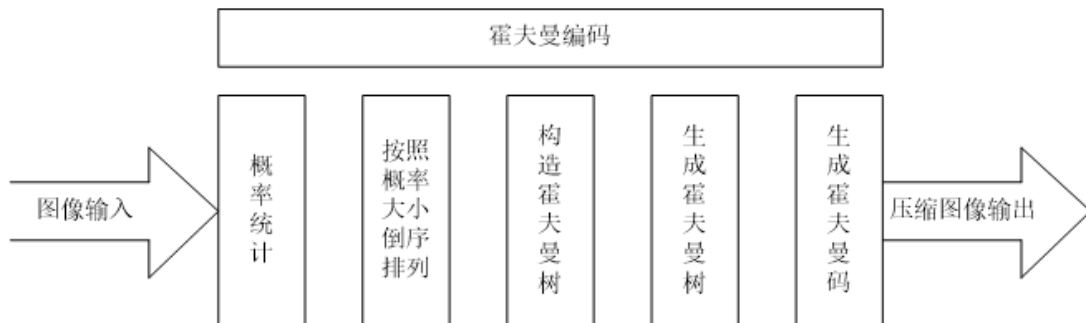 霍夫曼编码
图像输入
概率统计
按照
概率
大小
倒序
排列
构造霍夫曼树
生成霍夫曼树
生成霍夫曼码
压缩图像输出